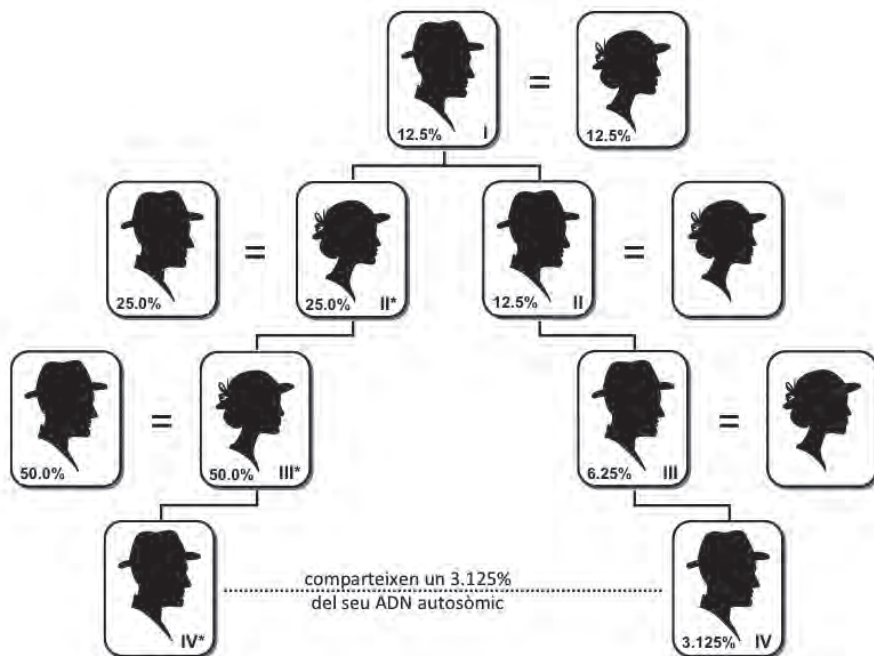 12.5% I
=
12.5%
25.0%
=
25.0% II*
12.5% II
=
50.0%
=
50.0% III*
6.25% III
=
IV*
comparteixen un 3.125%
del seu ADN autosòmic
3.125% IV